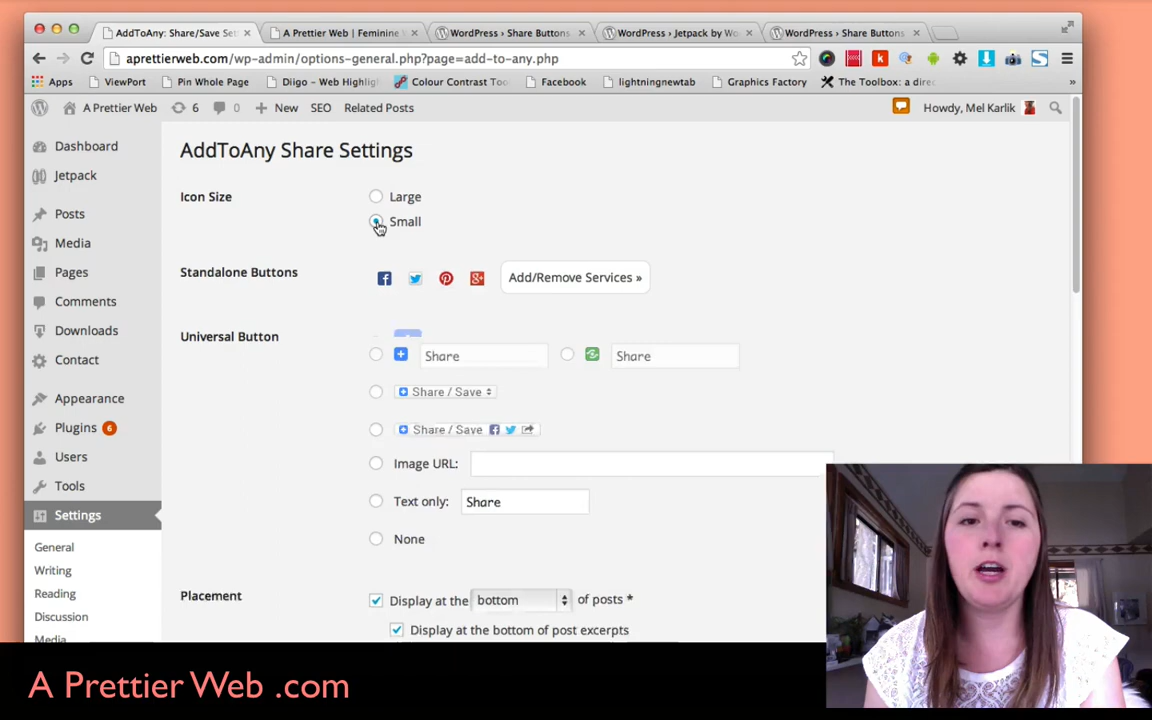 AddToAny: Share/Save Set
A Prettier Web | Feminine
WordPress › Share Buttons
WordPress › Jetpack by Wo
WordPress › Share Buttons
aprettierweb.com/wp-admin/options-general.php?page=add-to-any.php
Apps
ViewPort
Pin Whole Page
Diigo - Web Highlig
Colour Contrast Too
Facebook
lightningnewtab
Graphics Factory
The Toolbox: a direc
»
A Prettier Web
6
0
New
SEO
Related Posts
Howdy, Mel Karlik
Dashboard
Jetpack
Posts
Media
Pages
Comments
Downloads
Contact
Appearance
Plugins 6
Users
Tools
Settings
General
Writing
Reading
Discussion
Media
AddToAny Share Settings
Icon Size
Large
Small
Standalone Buttons
Add/Remove Services »
Universal Button
Share
Share
Share / Save
Share / Save
Image URL:
Text only: Share
None
Placement
Display at the bottom of posts *
Display at the bottom of post excerpts
A Prettier Web .com